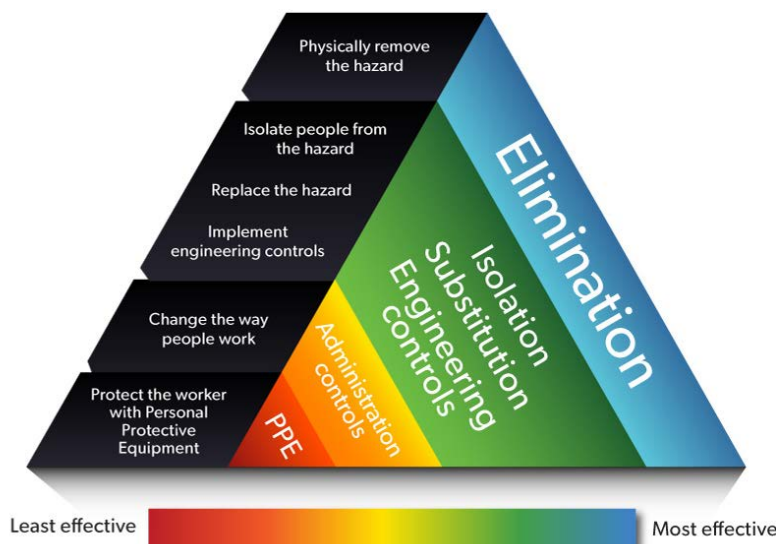 Physically remove
the hazard
Isolate people from
the hazard
Replace the hazard
Implement
engineering controls
Change the way
people work
Protect the worker
with Personal
Protective
Equipment
Elimination
Isolation
Substitution
Engineering
controls
Administration
controls
PPE
Least effective
Most effective